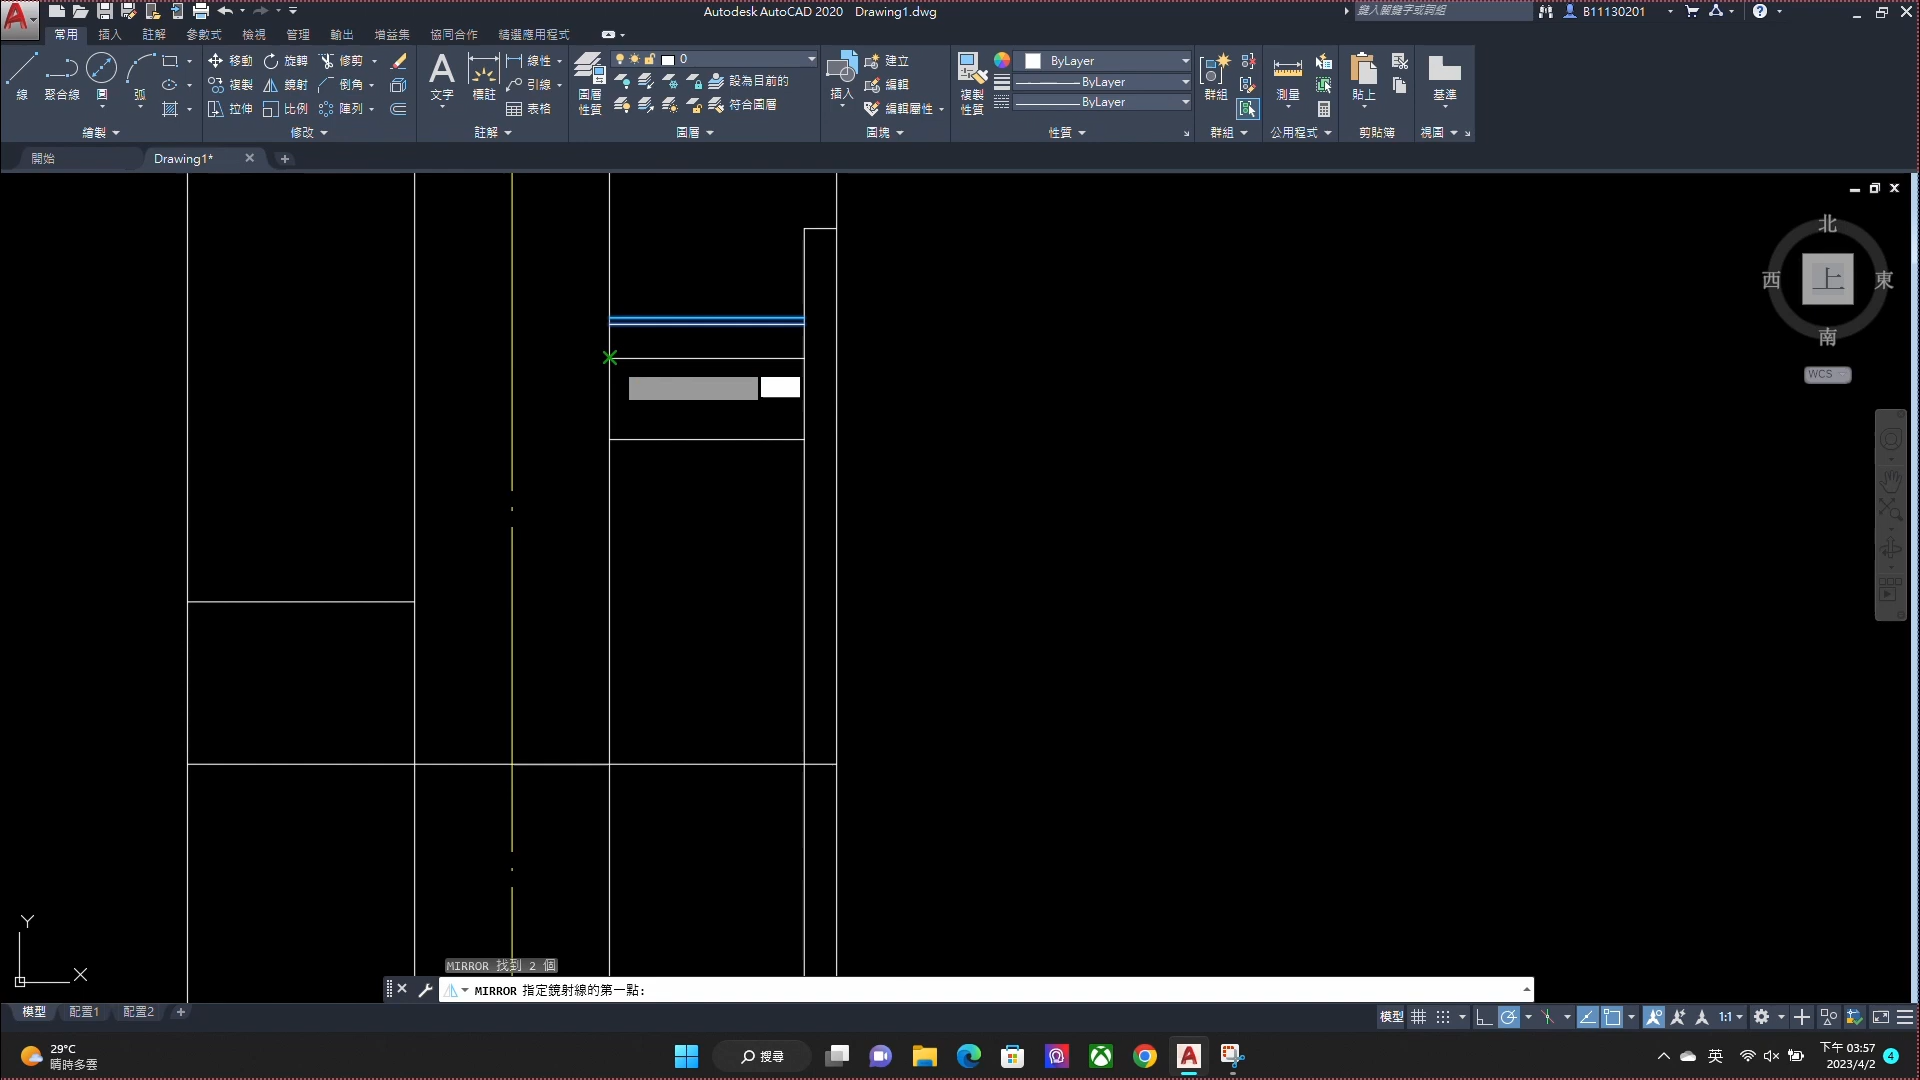 Autodesk AutoCAD 2020 Drawing1.dwg
鍵入關鍵字或詞組
B11130201
常用 插入 註解 參數式 檢視 管理 輸出 增益集 協同合作 精選應用程式
線 聚合線 圓 弧
移動 旋轉 修剪
複製 鏡射 倒角
拉伸 比例 陣列
文字 標註
線性
引線
表格
圖層性質
0
設為目前的
符合圖層
插入
建立
編輯
編輯屬性
複製性質
ByLayer
ByLayer
ByLayer
群組
測量
貼上
基準
繪製 修改 註解 圖層 圖塊 性質 群組 公用程式 剪貼簿 視圖
開始 Drawing1*
北
西 上 東
南
WCS
Y
X
MIRROR 找到 2 個
MIRROR 指定鏡射線的第一點:
模型 配置1 配置2
模型 1:1
29°C
晴時多雲
搜尋
英
下午 03:57
2023/4/2
4